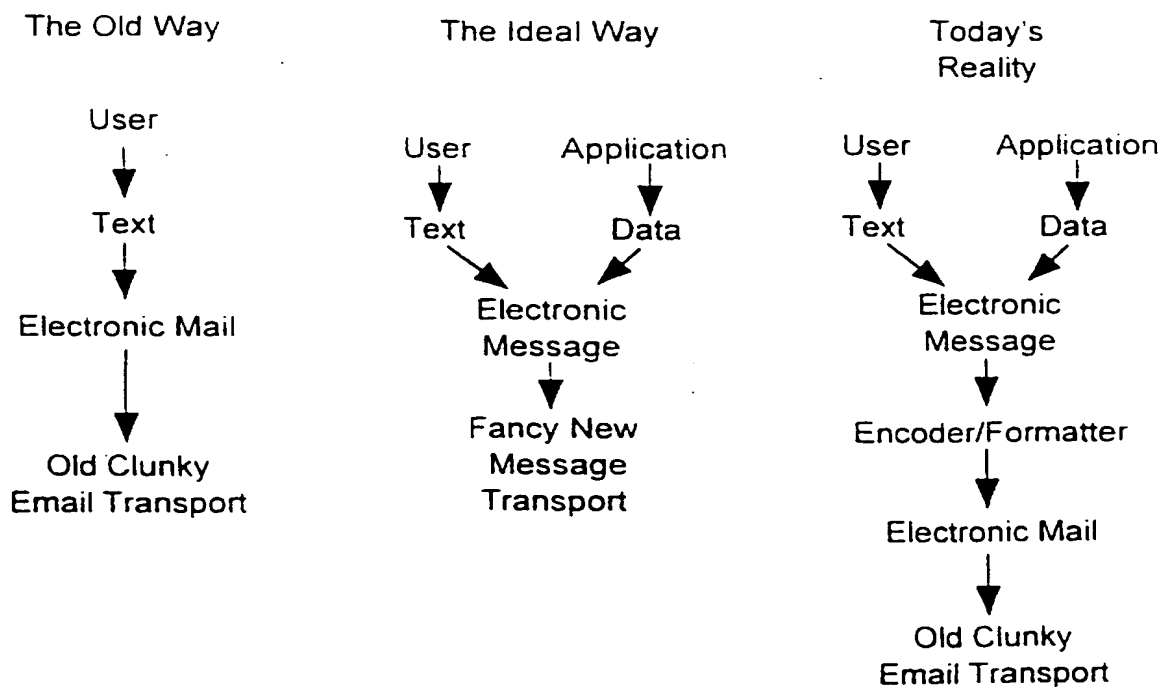 The Old Way
User
Text
Electronic Mail
Old Clunky
Email Transport
The Ideal Way
User
Application
Text
Data
Electronic
Message
Fancy New
Message
Transport
Today's
Reality
User
Application
Text
Data
Electronic
Message
Encoder/Formatter
Electronic Mail
Old Clunky
Email Transport